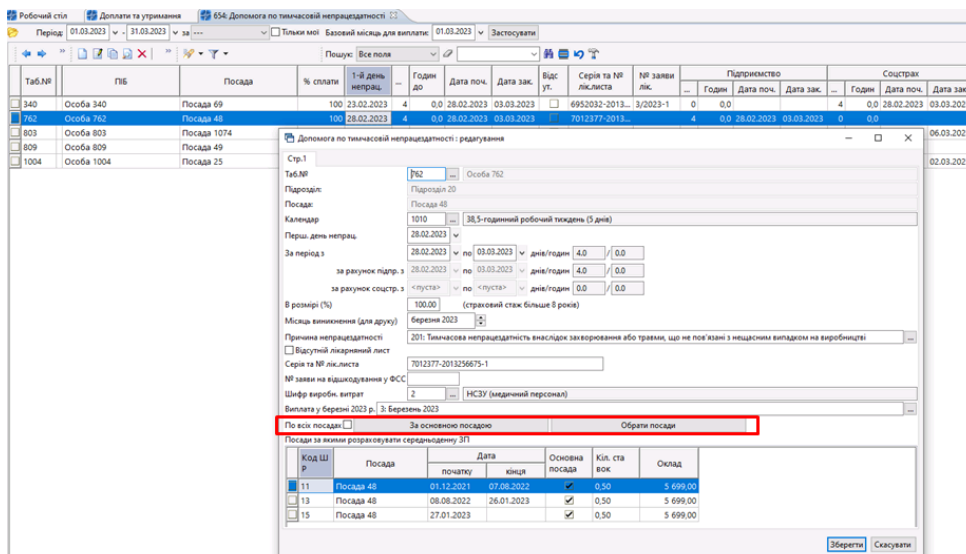 Робочий стіл Доплати та утримання 654: Допомога по тимчасовій непрацездатності
Період: 01.03.2023 - 31.03.2023 за --- Тільки мої Базовий місяць для виплати: 01.03.2023 Застосувати
Пошук: Все поля
Таб.№ ПІБ Посада % сплати 1-й день непрац. ... Годин до Дата поч. Дата зак. Відс ут. Серія та № лік.листа № заяви лік. Підприємство Соцстрах
... Годин Дата поч. Дата зак. ... Годин Дата поч. Дата зак
340 Особа 340 Посада 69 100 23.02.2023 4 0,0 28.02.2023 03.03.2023 6952032-2013... 3/2023-1 0 0,0 4 0,0 28.02.2023 03.03.202
762 Особа 762 Посада 48 100 28.02.2023 4 0,0 28.02.2023 03.03.2023 7012377-2013... 4 0,0 28.02.2023 03.03.2023 0 0,0
803 Особа 803 Посада 1074 06.03.202
809 Особа 809 Посада 49
1004 Особа 1004 Посада 25 02.03.202
Допомога по тимчасовій непрацездатності : редагування
Стр.1
Таб.№ 762 ... Особа 762
Підрозділ: Підрозділ 20
Посада: Посада 48
Календар 1010 ... 38,5-годинний робочий тиждень (5 днів)
Перш. день непрац. 28.02.2023
За період з 28.02.2023 по 03.03.2023 днів/годин 4.0 / 0.0
за рахунок підпр. з 28.02.2023 по 03.03.2023 днів/годин 4.0 / 0.0
за рахунок соцстр. з <пуста> по <пуста> днів/годин 0.0 / 0.0
В розмірі (%) 100.00 (страховий стаж більше 8 років)
Місяць виникнення (для друку) березня 2023
Причина непрацездатності 201: Тимчасова непрацездатність внаслідок захворювання або травми, що не пов'язані з нещасним випадком на виробництві ...
Відсутній лікарняний лист
Серія та № лік.листа 7012377-2013256675-1
№ заяви на відшкодування у ФСС
Шифр виробн. витрат 2 ... НСЗУ (медичний персонал)
Виплата у березні 2023 р. 3: Березень 2023 ...
По всіх посадах За основною посадою Обрати посади
Посади за якими розраховувати середньоденну ЗП
Код Ш Р Посада Дата Основна посада Кіл. ста вок Оклад
початку кінця
11 Посада 48 01.12.2021 07.08.2022 0,50 5 699,00
13 Посада 48 08.08.2022 26.01.2023 0,50 5 699,00
15 Посада 48 27.01.2023 0,50 5 699,00
Зберегти Скасувати